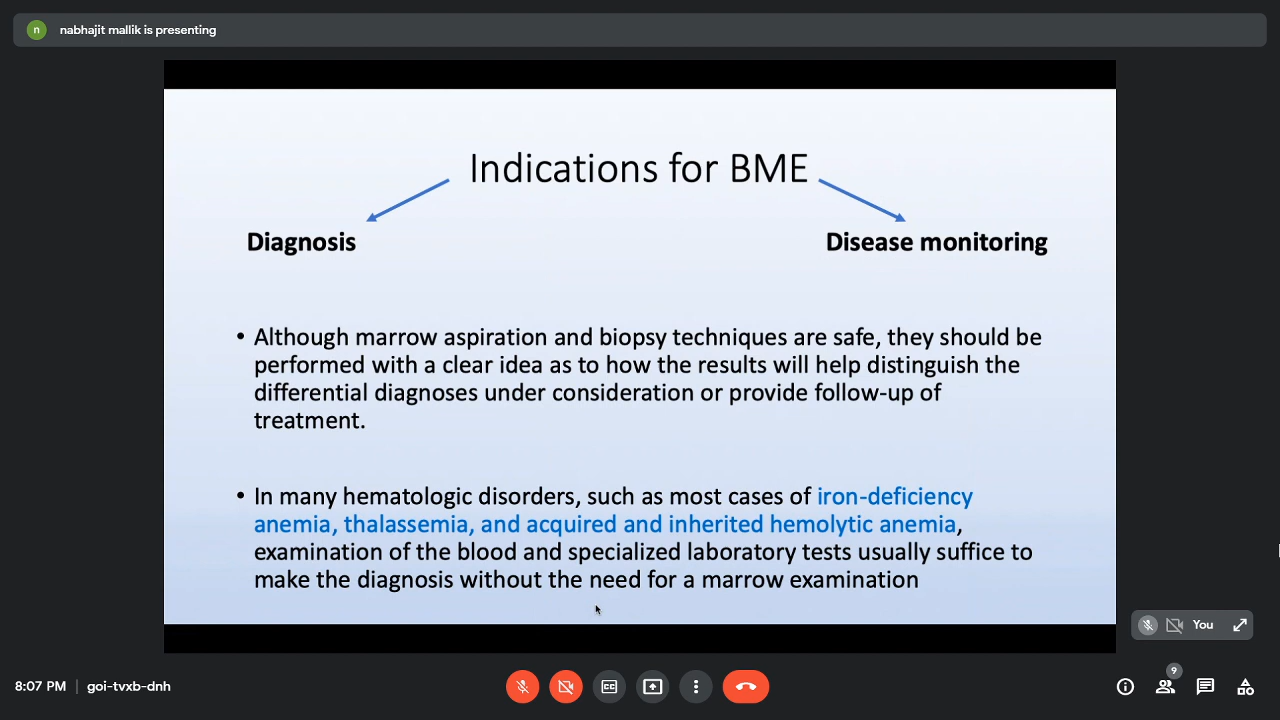 n nabhajit mallik is presenting
Indications for BME
Diagnosis
Disease monitoring
• Although marrow aspiration and biopsy techniques are safe, they should be
performed with a clear idea as to how the results will help distinguish the
differential diagnoses under consideration or provide follow-up of
treatment.
• In many hematologic disorders, such as most cases of iron-deficiency
anemia, thalassemia, and acquired and inherited hemolytic anemia,
examination of the blood and specialized laboratory tests usually suffice to
make the diagnosis without the need for a marrow examination
You
8:07 PM | goi-tvxb-dnh
CC
9